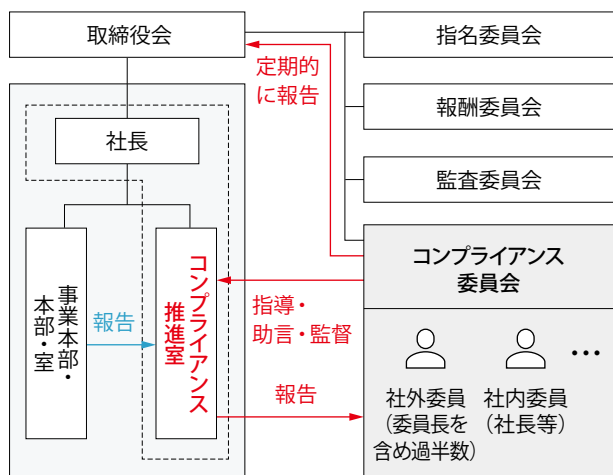 取締役会
指名委員会
定期的
に報告
報酬委員会
社長
監査委員会
コンプライアンス
委員会
事業本部・
本部・室
報告
コンプライアンス
推進室
指導・
助言・監督
報告
社外委員
（委員長を
含め過半数）
社内委員
（社長等）
…